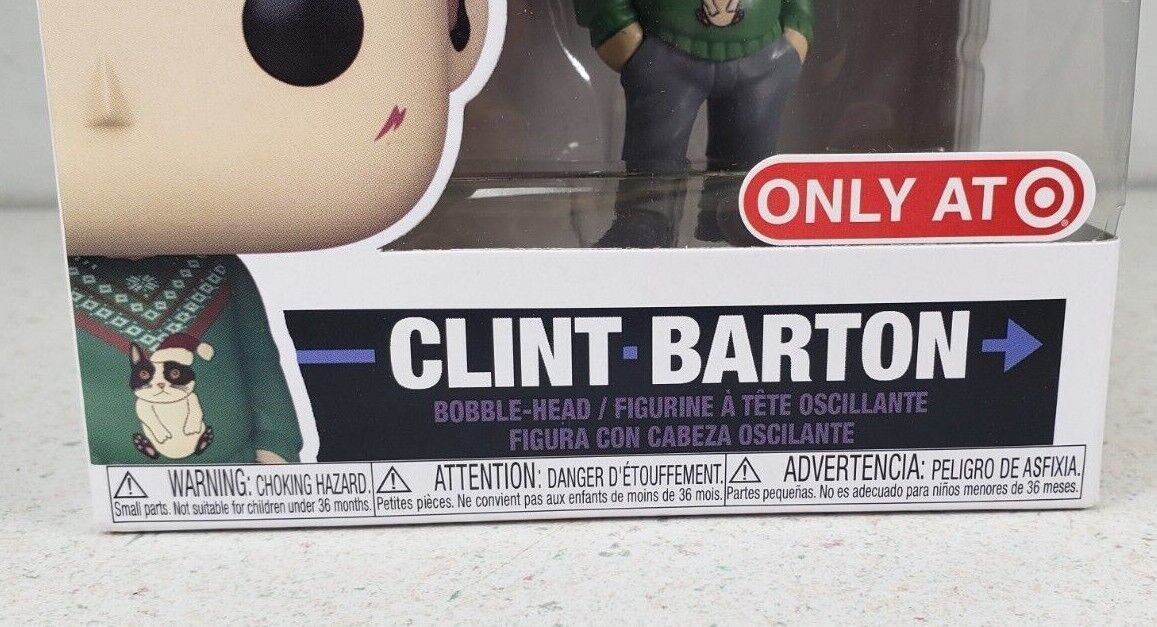 ONLY AT
CLINT BARTON
BOBBLE-HEAD / FIGURINE À TÊTE OSCILLANTE
FIGURA CON CABEZA OSCILANTE
WARNING: CHOKING HAZARD.
Small parts. Not suitable for children under 36 months.
ATTENTION: DANGER D'ÉTOUFFEMENT.
Petites pièces. Ne convient pas aux enfants de moins de 36 mois.
ADVERTENCIA: PELIGRO DE ASFIXIA.
Partes pequeñas. No es adecuado para niños menores de 36 meses.